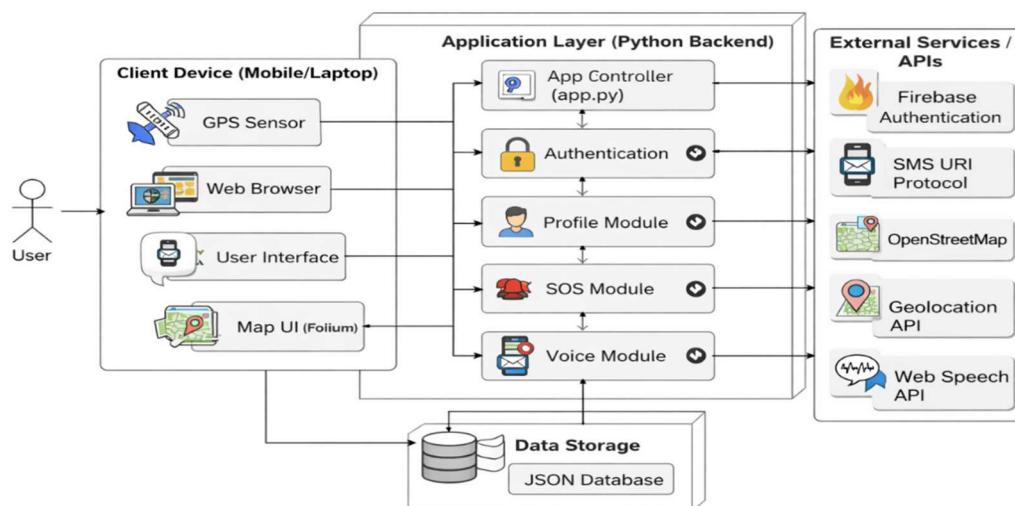 Application Layer (Python Backend)
External Services /
APIs
Client Device (Mobile/Laptop)
GPS Sensor
Web Browser
User Interface
Map UI (Folium)
User
App Controller
(app.py)
Authentication
Profile Module
SOS Module
Voice Module
Firebase
Authentication
SMS URI
Protocol
OpenStreetMap
Geolocation
API
Web Speech
API
Data Storage
JSON Database